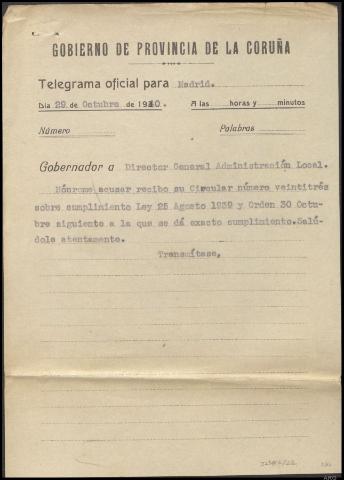 GOBIERNO DE PROVINCIA DE LA CORUÑA
Telegrama oficial para Madrid.
Día 29 de Octubre de 1940. A las horas y minutos
Número Palabras
Gobernador a Director General Administración Local.
Hónrome acusar recibo su Circular número veintitrés
sobre cumplimiento Ley 25 Agosto 1939 y Orden 30 Octu-
bre siguiente a la que se dá exacto cumplimiento.Salú-
dole atentamente.
Transmítase,